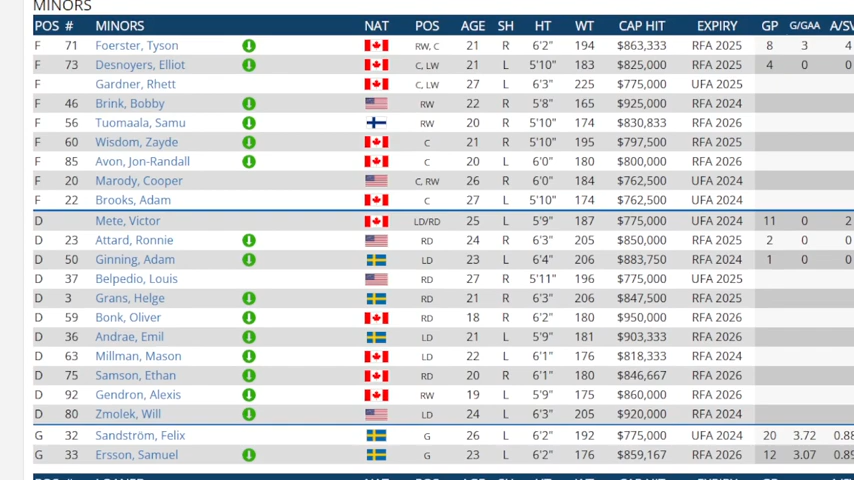 MINORS
POS # MINORS NAT POS AGE SH HT WT CAP HIT EXPIRY GP G/GAA A/SV
F 71 Foerster, Tyson RW, C 21 R 6'2" 194 $863,333 RFA 2025 8 3 4
F 73 Desnoyers, Elliot C, LW 21 L 5'10" 183 $825,000 RFA 2025 4 0 0
F Gardner, Rhett C, LW 27 L 6'3" 225 $775,000 UFA 2025
F 46 Brink, Bobby RW 22 R 5'8" 165 $925,000 RFA 2024
F 56 Tuomaala, Samu RW 20 R 5'10" 174 $830,833 RFA 2026
F 60 Wisdom, Zayde C 21 R 5'10" 195 $797,500 RFA 2025
F 85 Avon, Jon-Randall C 20 L 6'0" 180 $800,000 RFA 2026
F 20 Marody, Cooper C, RW 26 R 6'0" 184 $762,500 UFA 2024
F 22 Brooks, Adam C 27 L 5'10" 174 $762,500 UFA 2024
D Mete, Victor LD/RD 25 L 5'9" 187 $775,000 UFA 2024 11 0 2
D 23 Attard, Ronnie RD 24 R 6'3" 205 $850,000 RFA 2025 2 0 0
D 50 Ginning, Adam LD 23 L 6'4" 206 $883,750 RFA 2024 1 0 0
D 37 Belpedio, Louis RD 27 R 5'11" 196 $775,000 UFA 2025
D 3 Grans, Helge RD 21 R 6'3" 206 $847,500 RFA 2025
D 59 Bonk, Oliver RD 18 R 6'2" 180 $950,000 RFA 2026
D 36 Andrae, Emil LD 21 L 5'9" 181 $903,333 RFA 2026
D 63 Millman, Mason LD 22 L 6'1" 176 $818,333 RFA 2024
D 75 Samson, Ethan RD 20 R 6'1" 180 $846,667 RFA 2026
D 92 Gendron, Alexis RW 19 L 5'9" 175 $860,000 RFA 2026
D 80 Zmolek, Will LD 24 L 6'3" 205 $920,000 RFA 2024
G 32 Sandström, Felix G 26 L 6'2" 192 $775,000 UFA 2024 20 3.72 0.88
G 33 Ersson, Samuel G 23 L 6'2" 176 $859,167 RFA 2026 12 3.07 0.89